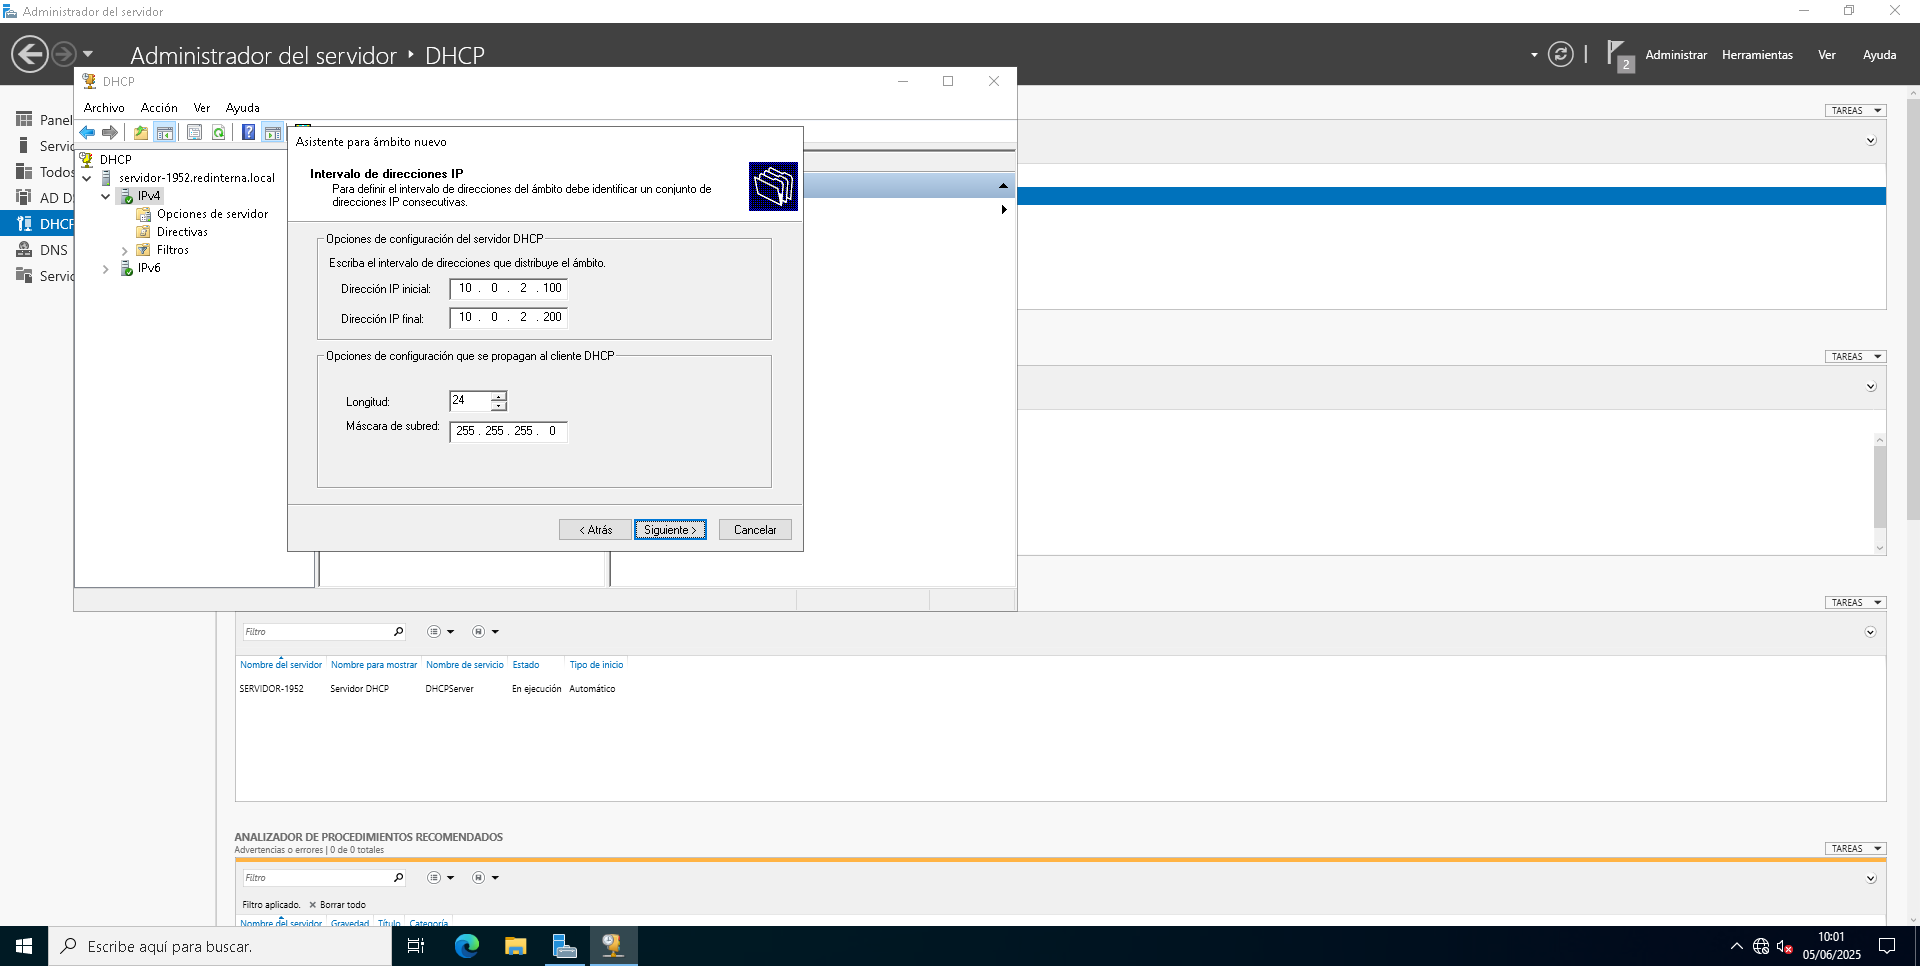 Administrador del servidor
Administrador del servidor ‣ DHCP
2
Administrar
Herramientas
Ver
Ayuda
DHCP
Archivo
Acción
Ver
Ayuda
DHCP
servidor-1952.redinterna.local
IPv4
Opciones de servidor
Directivas
Filtros
IPv6
Panel
Todos
AD D
DHCP
DNS
Asistente para ámbito nuevo
Intervalo de direcciones IP
Para definir el intervalo de direcciones del ámbito debe identificar un conjunto de
direcciones IP consecutivas.
Opciones de configuración del servidor DHCP
Escriba el intervalo de direcciones que distribuye el ámbito.
Dirección IP inicial: 10 . 0 . 2 . 100
Dirección IP final: 10 . 0 . 2 . 200
Opciones de configuración que se propagan al cliente DHCP
Longitud: 24
Máscara de subred: 255 . 255 . 255 . 0
< Atrás
Siguiente >
Cancelar
TAREAS
TAREAS
TAREAS
Filtro
Nombre del servidor Nombre para mostrar Nombre de servicio Estado Tipo de inicio
SERVIDOR-1952 Servidor DHCP DHCPServer En ejecución Automático
ANALIZADOR DE PROCEDIMIENTOS RECOMENDADOS
Advertencias o errores | 0 de 0 totales
TAREAS
Filtro
Filtro aplicado. × Borrar todo
Nombre del servidor Gravedad Título Categoría
Escribe aquí para buscar.
10:01
05/06/2025